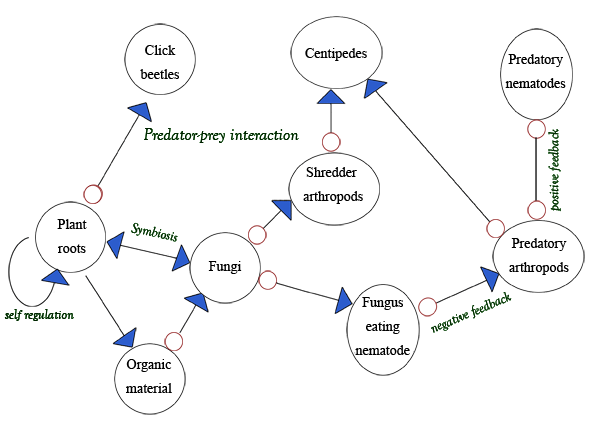 Click
beetles
Centipedes
Predatory
nematodes
Predator-prey interaction
positive feedback
Shredder
arthropods
Plant
roots
Symbiosis
Fungi
Predatory
arthropods
self regulation
Fungus
eating
nematode
negative feedback
Organic
material